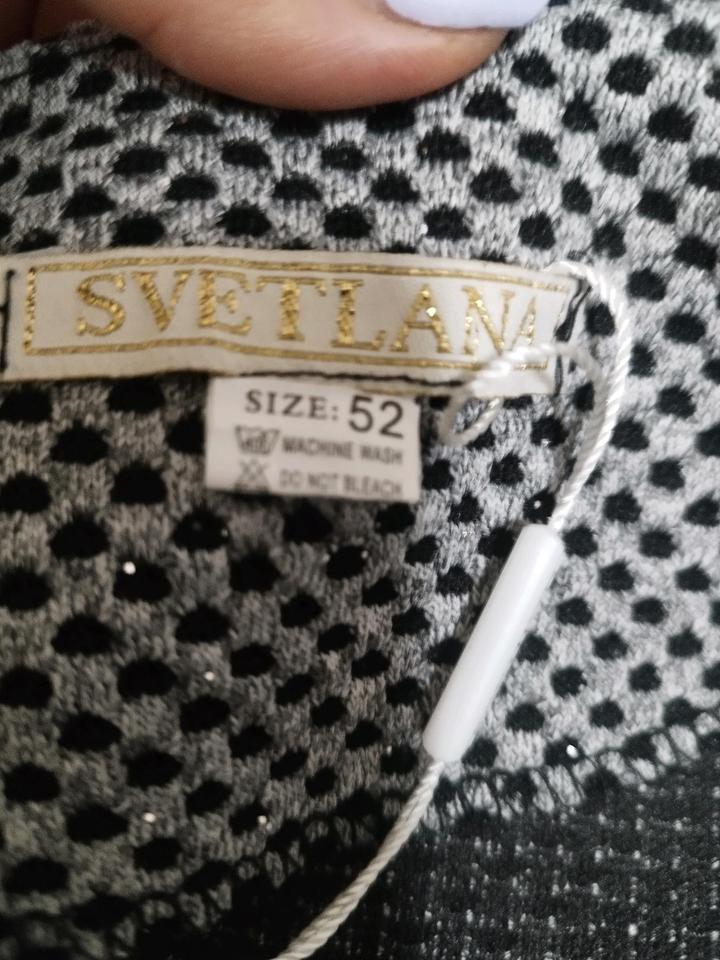 SVETLANA
SIZE: 52
MACHINE WASH
DO NOT BLEACH